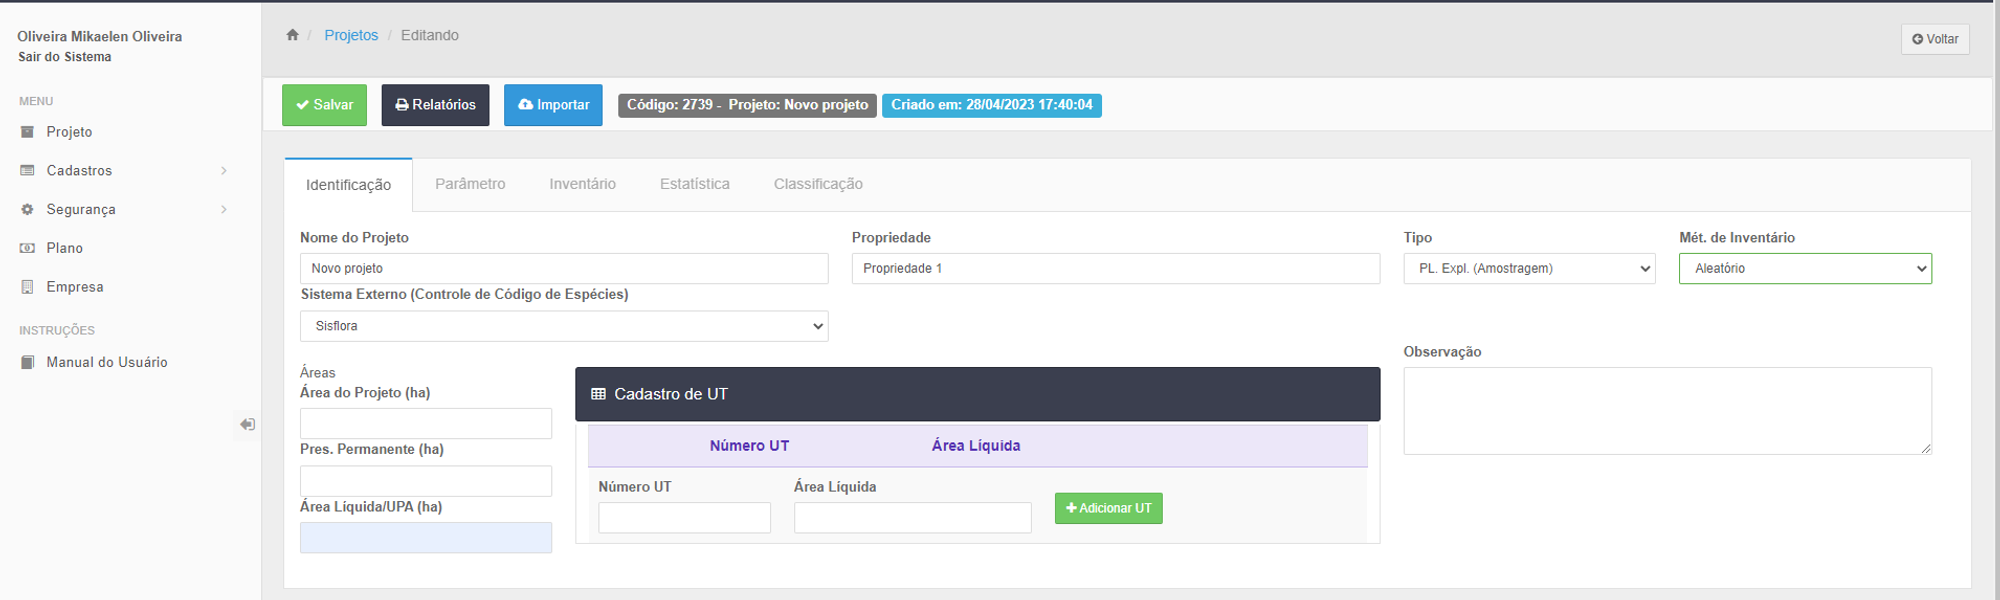 Oliveira Mikaelen Oliveira
Sair do Sistema
MENU
Projeto
Cadastros
Segurança
Plano
Empresa
INSTRUÇÕES
Manual do Usuário
/ Projetos / Editando
Voltar
Salvar
Relatórios
Importar
Código: 2739 - Projeto: Novo projeto
Criado em: 28/04/2023 17:40:04
Identificação
Parâmetro
Inventário
Estatística
Classificação
Nome do Projeto
Novo projeto
Propriedade
Propriedade 1
Tipo
PL. Expl. (Amostragem)
Mét. de Inventário
Aleatório
Sistema Externo (Controle de Código de Espécies)
Sisflora
Áreas
Área do Projeto (ha)
Pres. Permanente (ha)
Área Líquida/UPA (ha)
Cadastro de UT
Número UT
Área Líquida
Número UT
Área Líquida
Adicionar UT
Observação